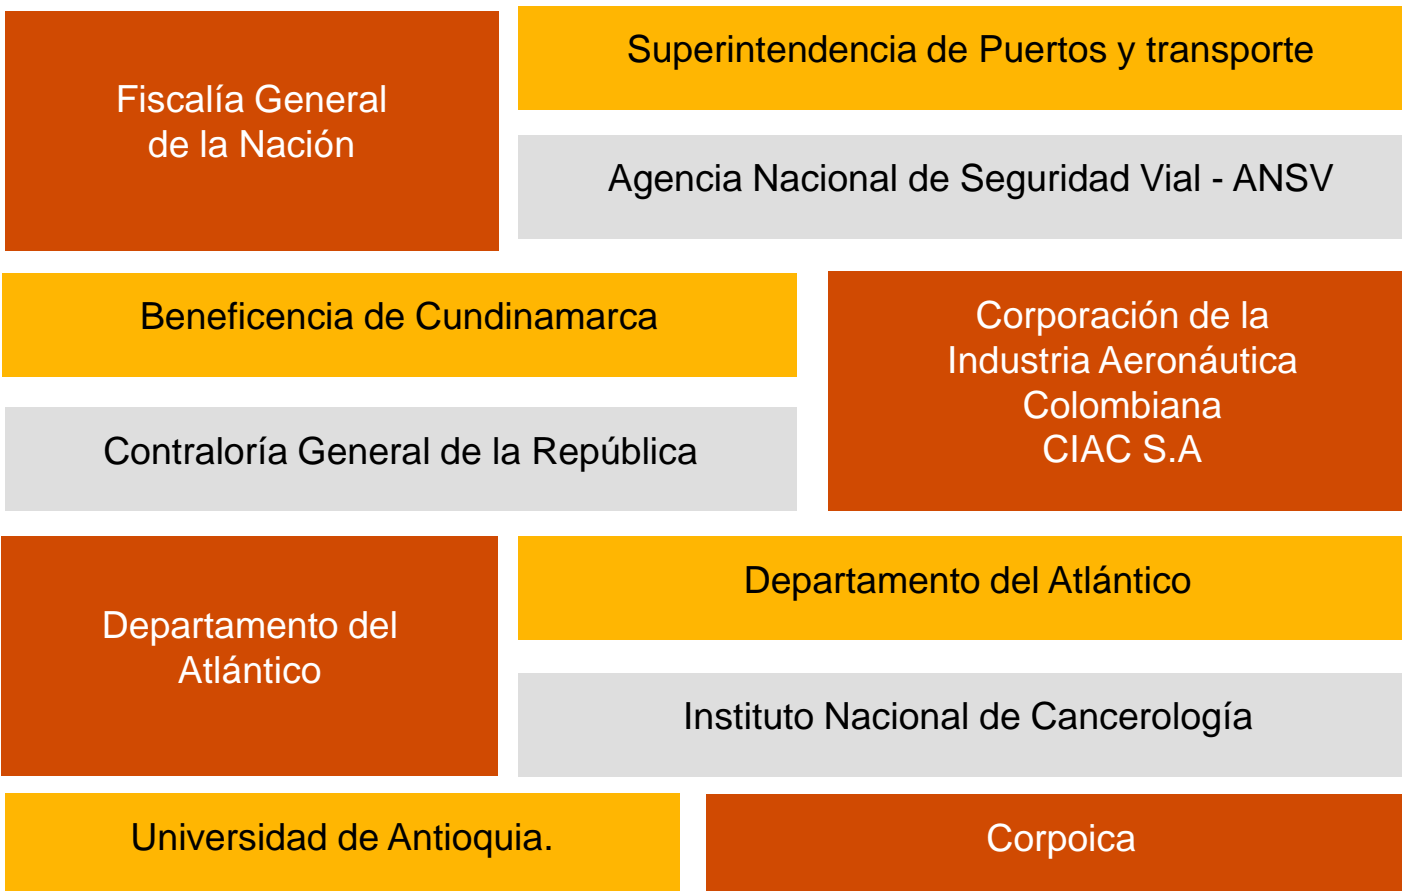 Fiscalía General
de la Nación
Superintendencia de Puertos y transporte
Agencia Nacional de Seguridad Vial - ANSV
Beneficencia de Cundinamarca
Contraloría General de la República
Corporación de la
Industria Aeronáutica
Colombiana
CIAC S.A
Departamento del
Atlántico
Departamento del Atlántico
Instituto Nacional de Cancerología
Universidad de Antioquia.
Corpoica